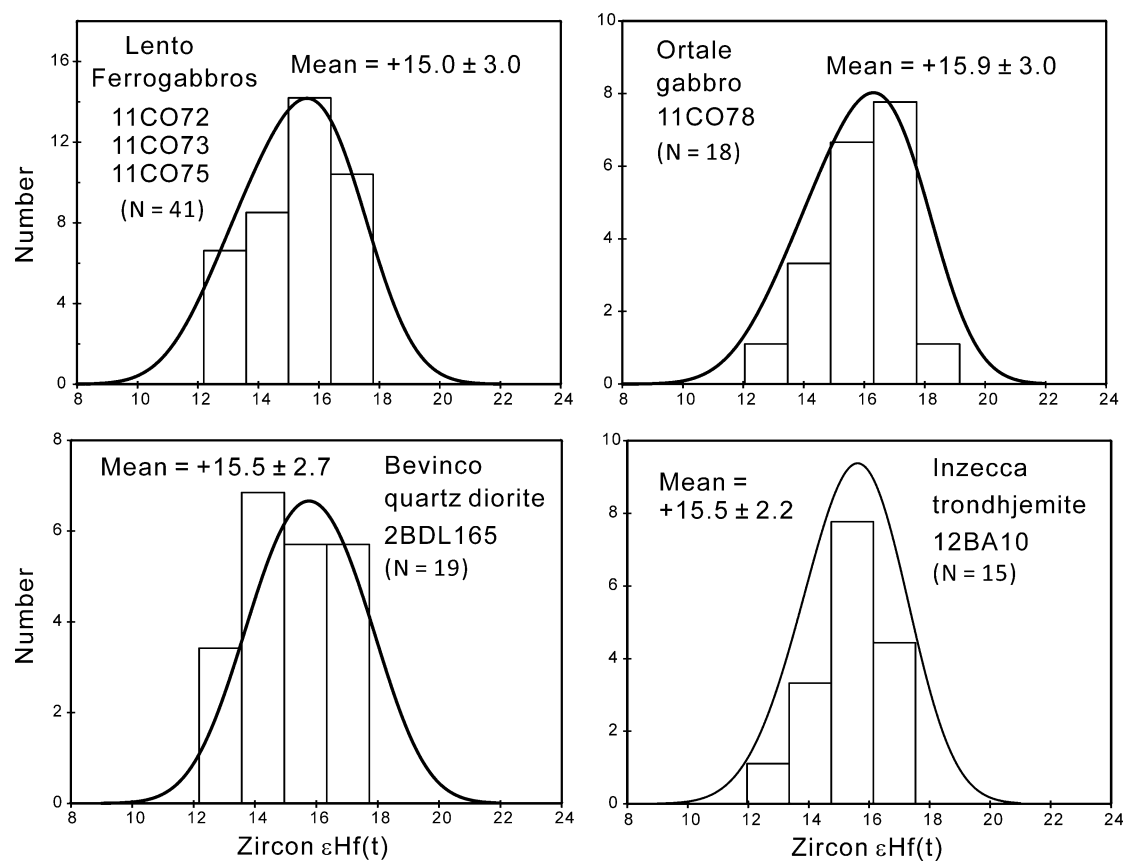 Lento
Ferrogabbros
11CO72
11CO73
11CO75
(N = 41)
Mean = +15.0 ± 3.0
Number
16
12
8
4
0
8 10 12 14 16 18 20 22 24
Ortale
gabbro
11CO78
(N = 18)
Mean = +15.9 ± 3.0
10
8
6
4
2
0
8 10 12 14 16 18 20 22 24
Mean = +15.5 ± 2.7
Bevinco
quartz diorite
2BDL165
(N = 19)
Number
8
6
4
2
0
8 10 12 14 16 18 20 22 24
Zircon εHf(t)
Mean =
+15.5 ± 2.2
Inzecca
trondhjemite
12BA10
(N = 15)
10
8
6
4
2
0
8 10 12 14 16 18 20 22 24
Zircon εHf(t)